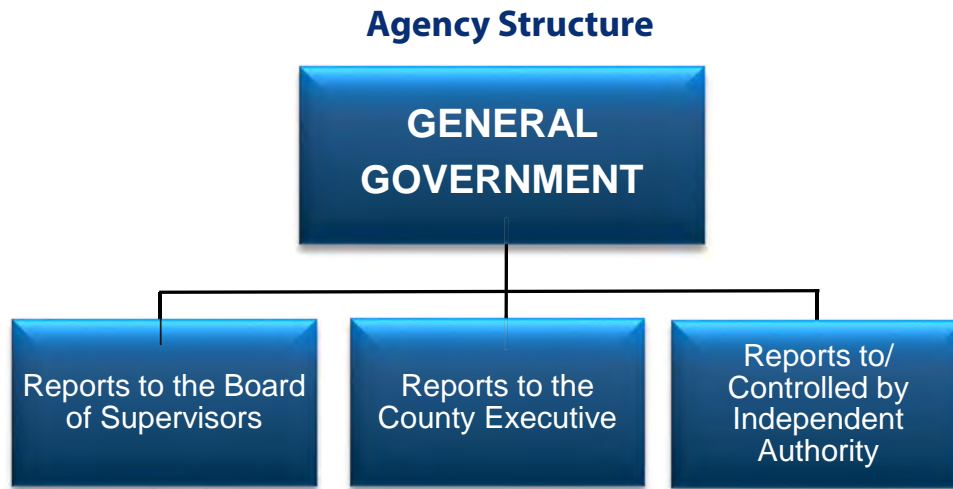 Agency Structure
GENERAL
GOVERNMENT
Reports to the Board
of Supervisors
Reports to the
County Executive
Reports to/
Controlled by
Independent
Authority